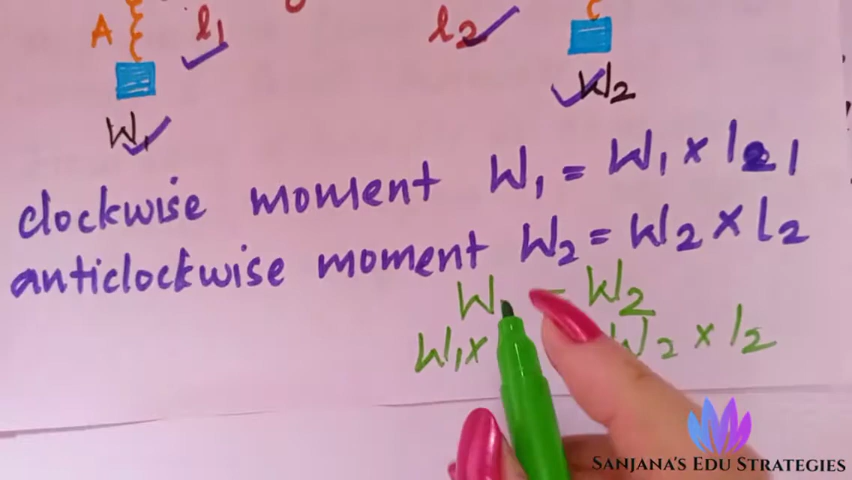 A l1 l2
W1 W2
clockwise moment W1 = W1 x l1
anticlockwise moment W2 = W2 x l2
W = W2
W1x W2 x l2
SANJANA'S EDU STRATEGIES